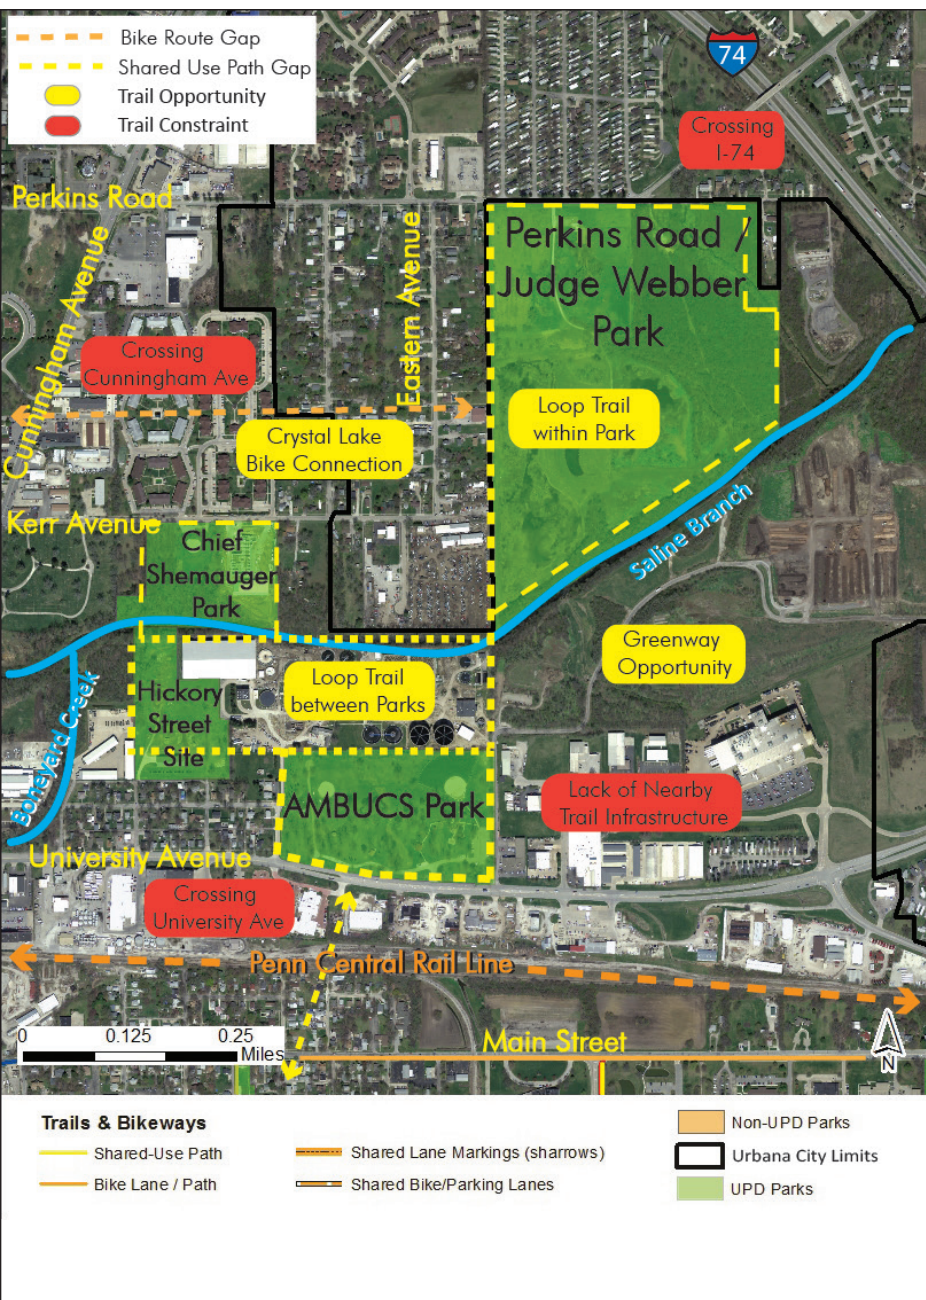 Bike Route Gap
Shared Use Path Gap
Trail Opportunity
Trail Constraint
74
Crossing
I-74
Perkins Road
Cunningham Avenue
Eastern Avenue
Perkins Road /
Judge Webber
Park
Crossing
Cunningham Ave
Loop Trail
within Park
Crystal Lake
Bike Connection
Kerr Avenue
Chief
Shemauger
Park
Saline Branch
Greenway
Opportunity
Loop Trail
between Parks
Hickory
Street
Site
Boneyard Creek
AMBUCS Park
Lack of Nearby
Trail Infrastructure
University Avenue
Crossing
University Ave
Penn Central Rail Line
0 0.125 0.25
Miles
Main Street
N
Trails & Bikeways
Shared-Use Path
Bike Lane / Path
Shared Lane Markings (sharrows)
Shared Bike/Parking Lanes
Non-UPD Parks
Urbana City Limits
UPD Parks